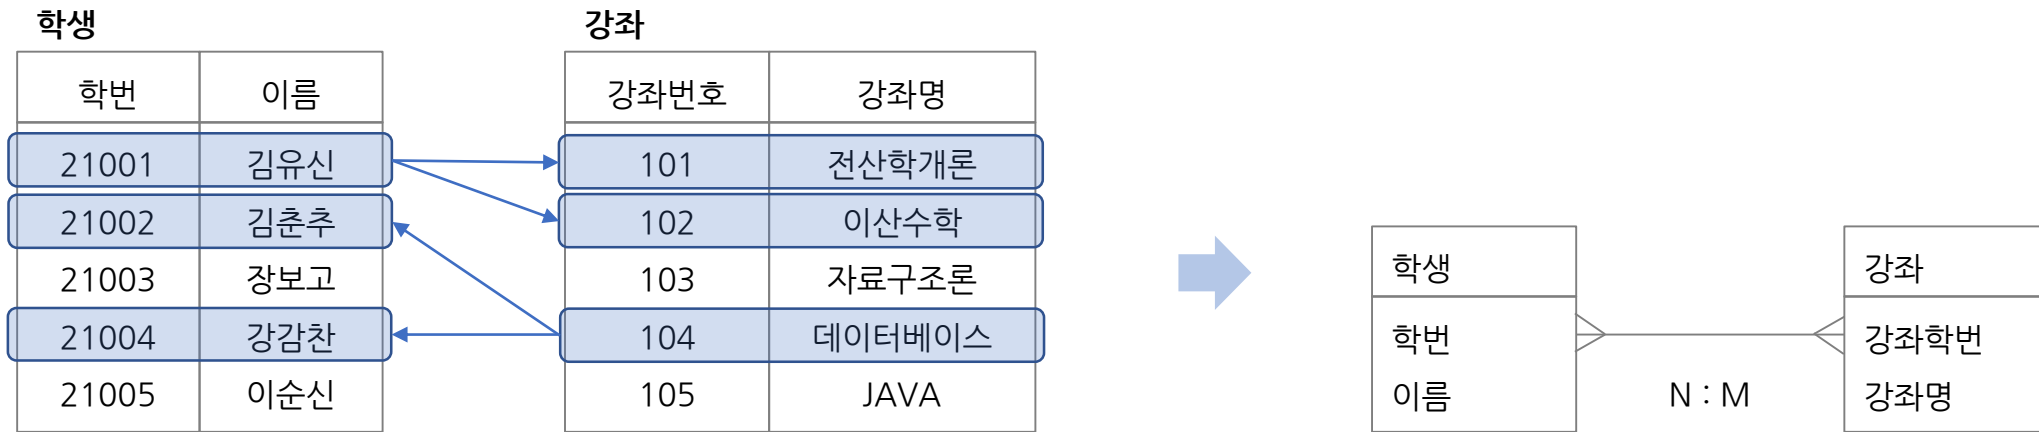 학생 강좌
학번 이름 강좌번호 강좌명
21001 김유신 101 전산학개론
21002 김춘추 102 이산수학
21003 장보고 103 자료구조론
21004 강감찬 104 데이터베이스
21005 이순신 105 JAVA
학생 강좌
학번 강좌학번
이름 N : M 강좌명